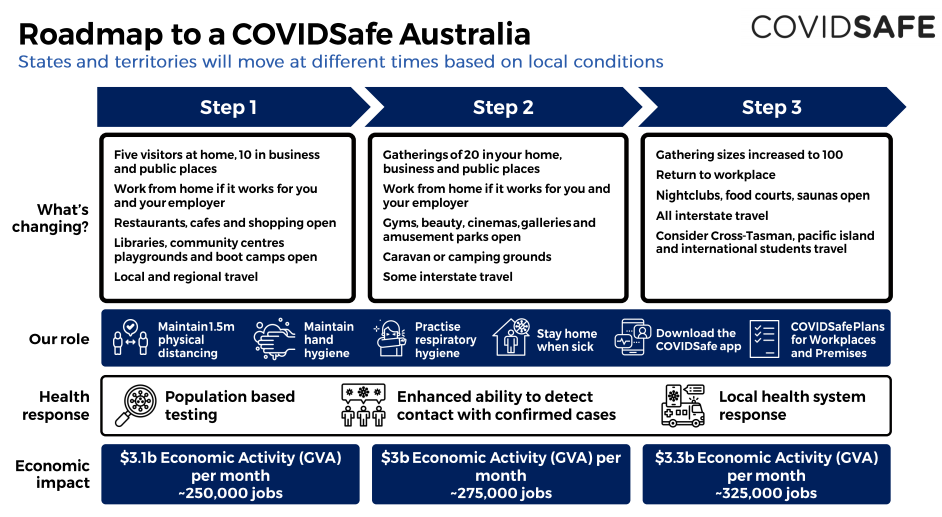 Roadmap to a COVIDSafe Australia
COVIDSAFE
States and territories will move at different times based on local conditions
Step 1
Step 2
Step 3
What's
changing?
Five visitors at home, 10 in business
and public places
Work from home if it works for you
and your employer
Restaurants, cafes and shopping open
Libraries, community centres
playgrounds and boot camps open
Local and regional travel
Gatherings of 20 in your home,
business and public places
Work from home if it works for you and
your employer
Gyms, beauty, cinemas, galleries and
amusement parks open
Caravan or camping grounds
Some interstate travel
Gathering sizes increased to 100
Return to workplace
Nightclubs, food courts, saunas open
All interstate travel
Consider Cross-Tasman, pacific island
and international students travel
Our role
Maintain 1.5m
physical
distancing
Maintain
hand
hygiene
Practise
respiratory
hygiene
Stay home
when sick
Download the
COVIDSafe app
COVIDSafe Plans
for Workplaces
and Premises
Health
response
Population based
testing
Enhanced ability to detect
contact with confirmed cases
Local health system
response
Economic
impact
$3.1b Economic Activity (GVA)
per month
~250,000 jobs
$3b Economic Activity (GVA) per
month
~275,000 jobs
$3.3b Economic Activity (GVA)
per month
~325,000 jobs